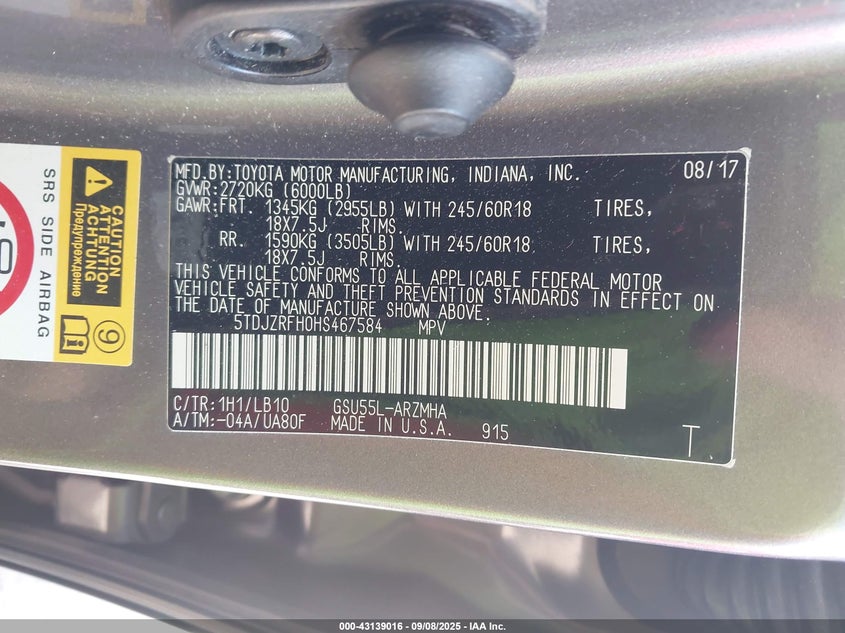 MFD.BY:TOYOTA MOTOR MANUFACTURING, INDIANA, INC. 08/17
GVWR:2720KG (6000LB)
GAWR:FRT. 1345KG (2955LB) WITH 245/60R18 TIRES,
18X7.5J RIMS.
RR. 1590KG (3505LB) WITH 245/60R18, TIRES,
18X7.5J RIMS.
THIS VEHICLE CONFORMS TO ALL APPLICABLE FEDERAL MOTOR
VEHICLE SAFETY AND THEFT PREVENTION STANDARDS IN EFFECT ON
THE DATE OF MANUFACTURE SHOWN ABOVE.
5TDJZRFH0HS467584 MPV
C/TR:1H1/LB10 GSU55L-ARZMHA
A/TM:-04A/UA80F MADE IN U.S.A. 915
T
SRS SIDE AIRBAG
CAUTION
ATTENTION
ACHTUNG
Предупреждение
9
000-43139016 - 09/08/2025 - IAA Inc.